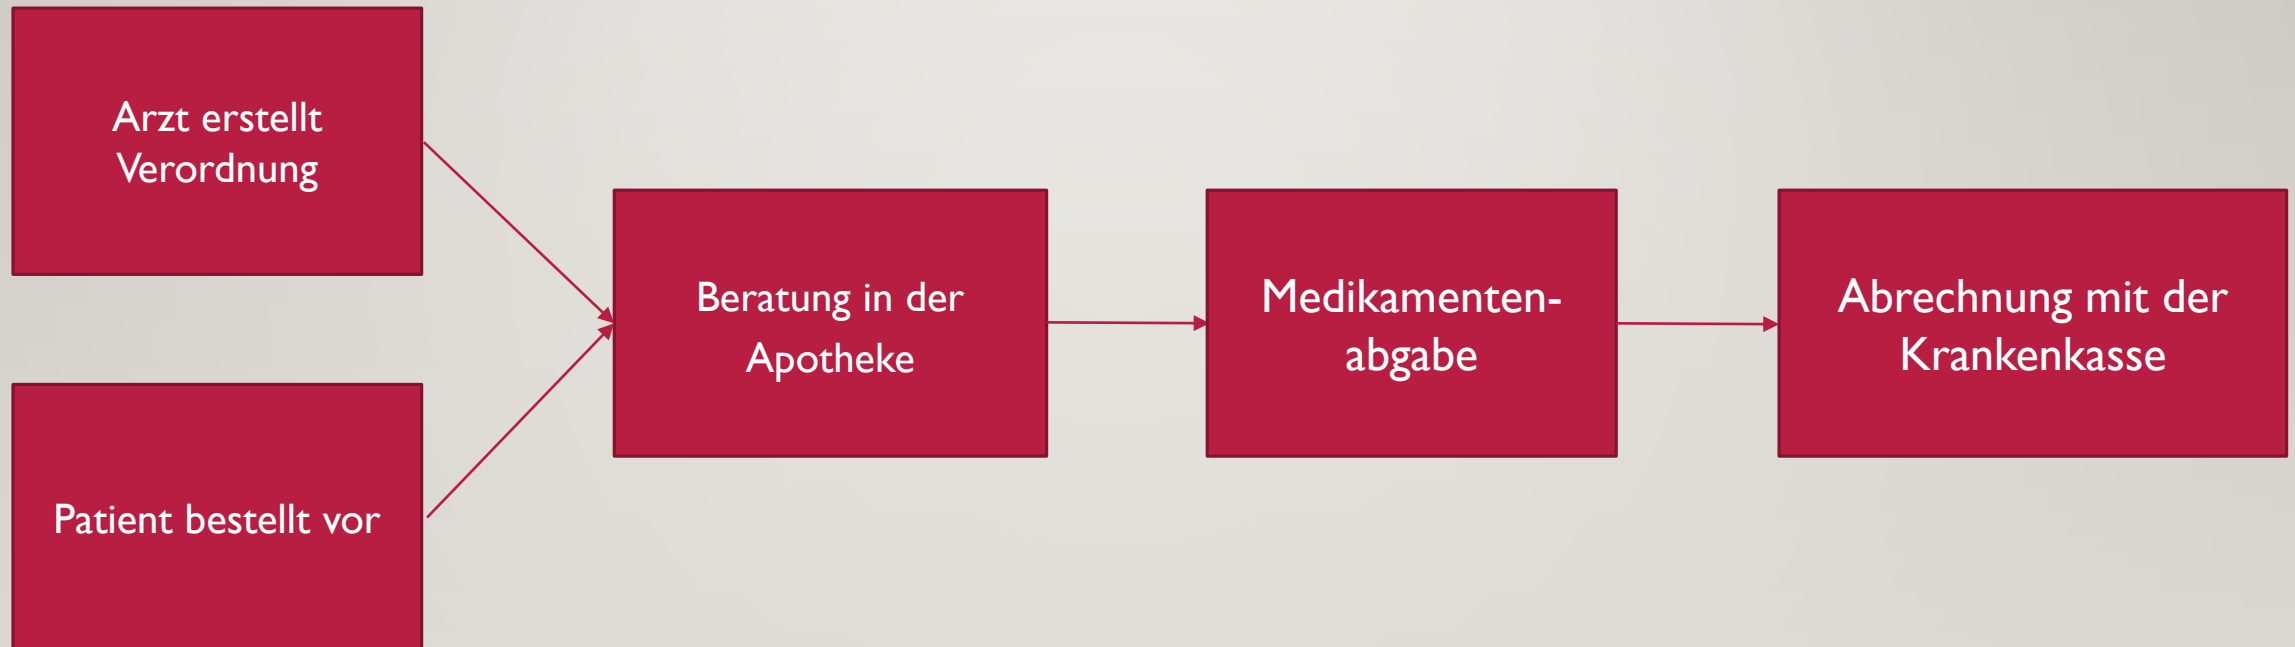 Arzt erstellt
Verordnung
Patient bestellt vor
Beratung in der
Apotheke
Medikamenten-
abgabe
Abrechnung mit der
Krankenkasse